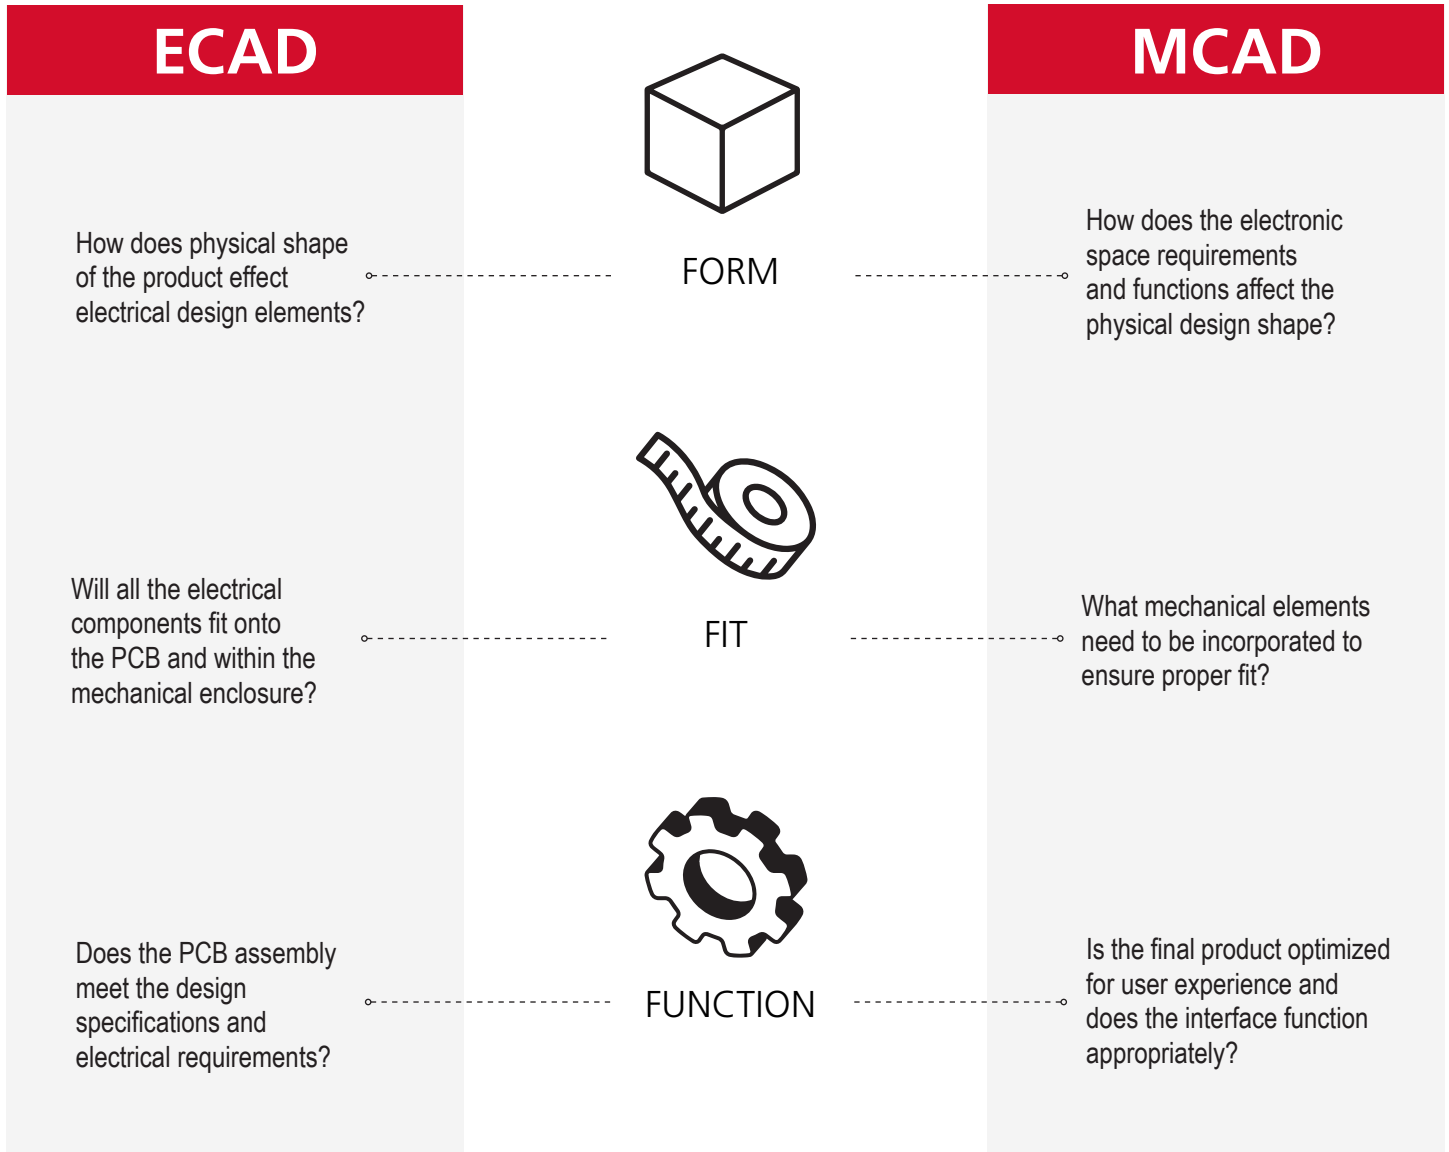 ECAD
MCAD
How does physical shape
of the product effect
electrical design elements?
FORM
How does the electronic
space requirements
and functions affect the
physical design shape?
Will all the electrical
components fit onto
the PCB and within the
mechanical enclosure?
FIT
What mechanical elements
need to be incorporated to
ensure proper fit?
Does the PCB assembly
meet the design
specifications and
electrical requirements?
FUNCTION
Is the final product optimized
for user experience and
does the interface function
appropriately?